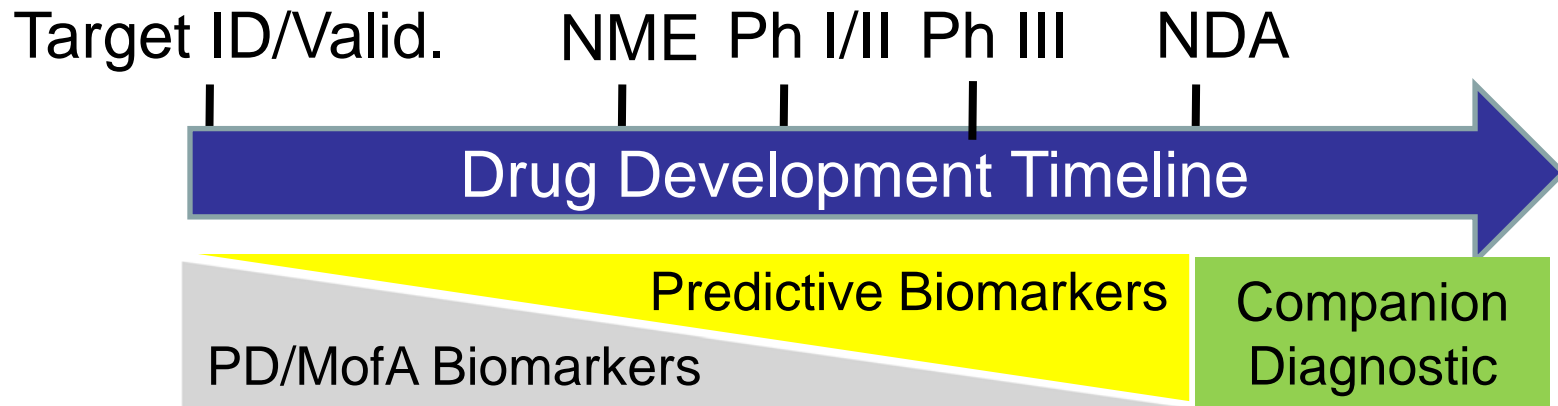 Target ID/Valid. NME Ph I/II Ph III NDA
Drug Development Timeline
Predictive Biomarkers
PD/MofA Biomarkers
Companion
Diagnostic